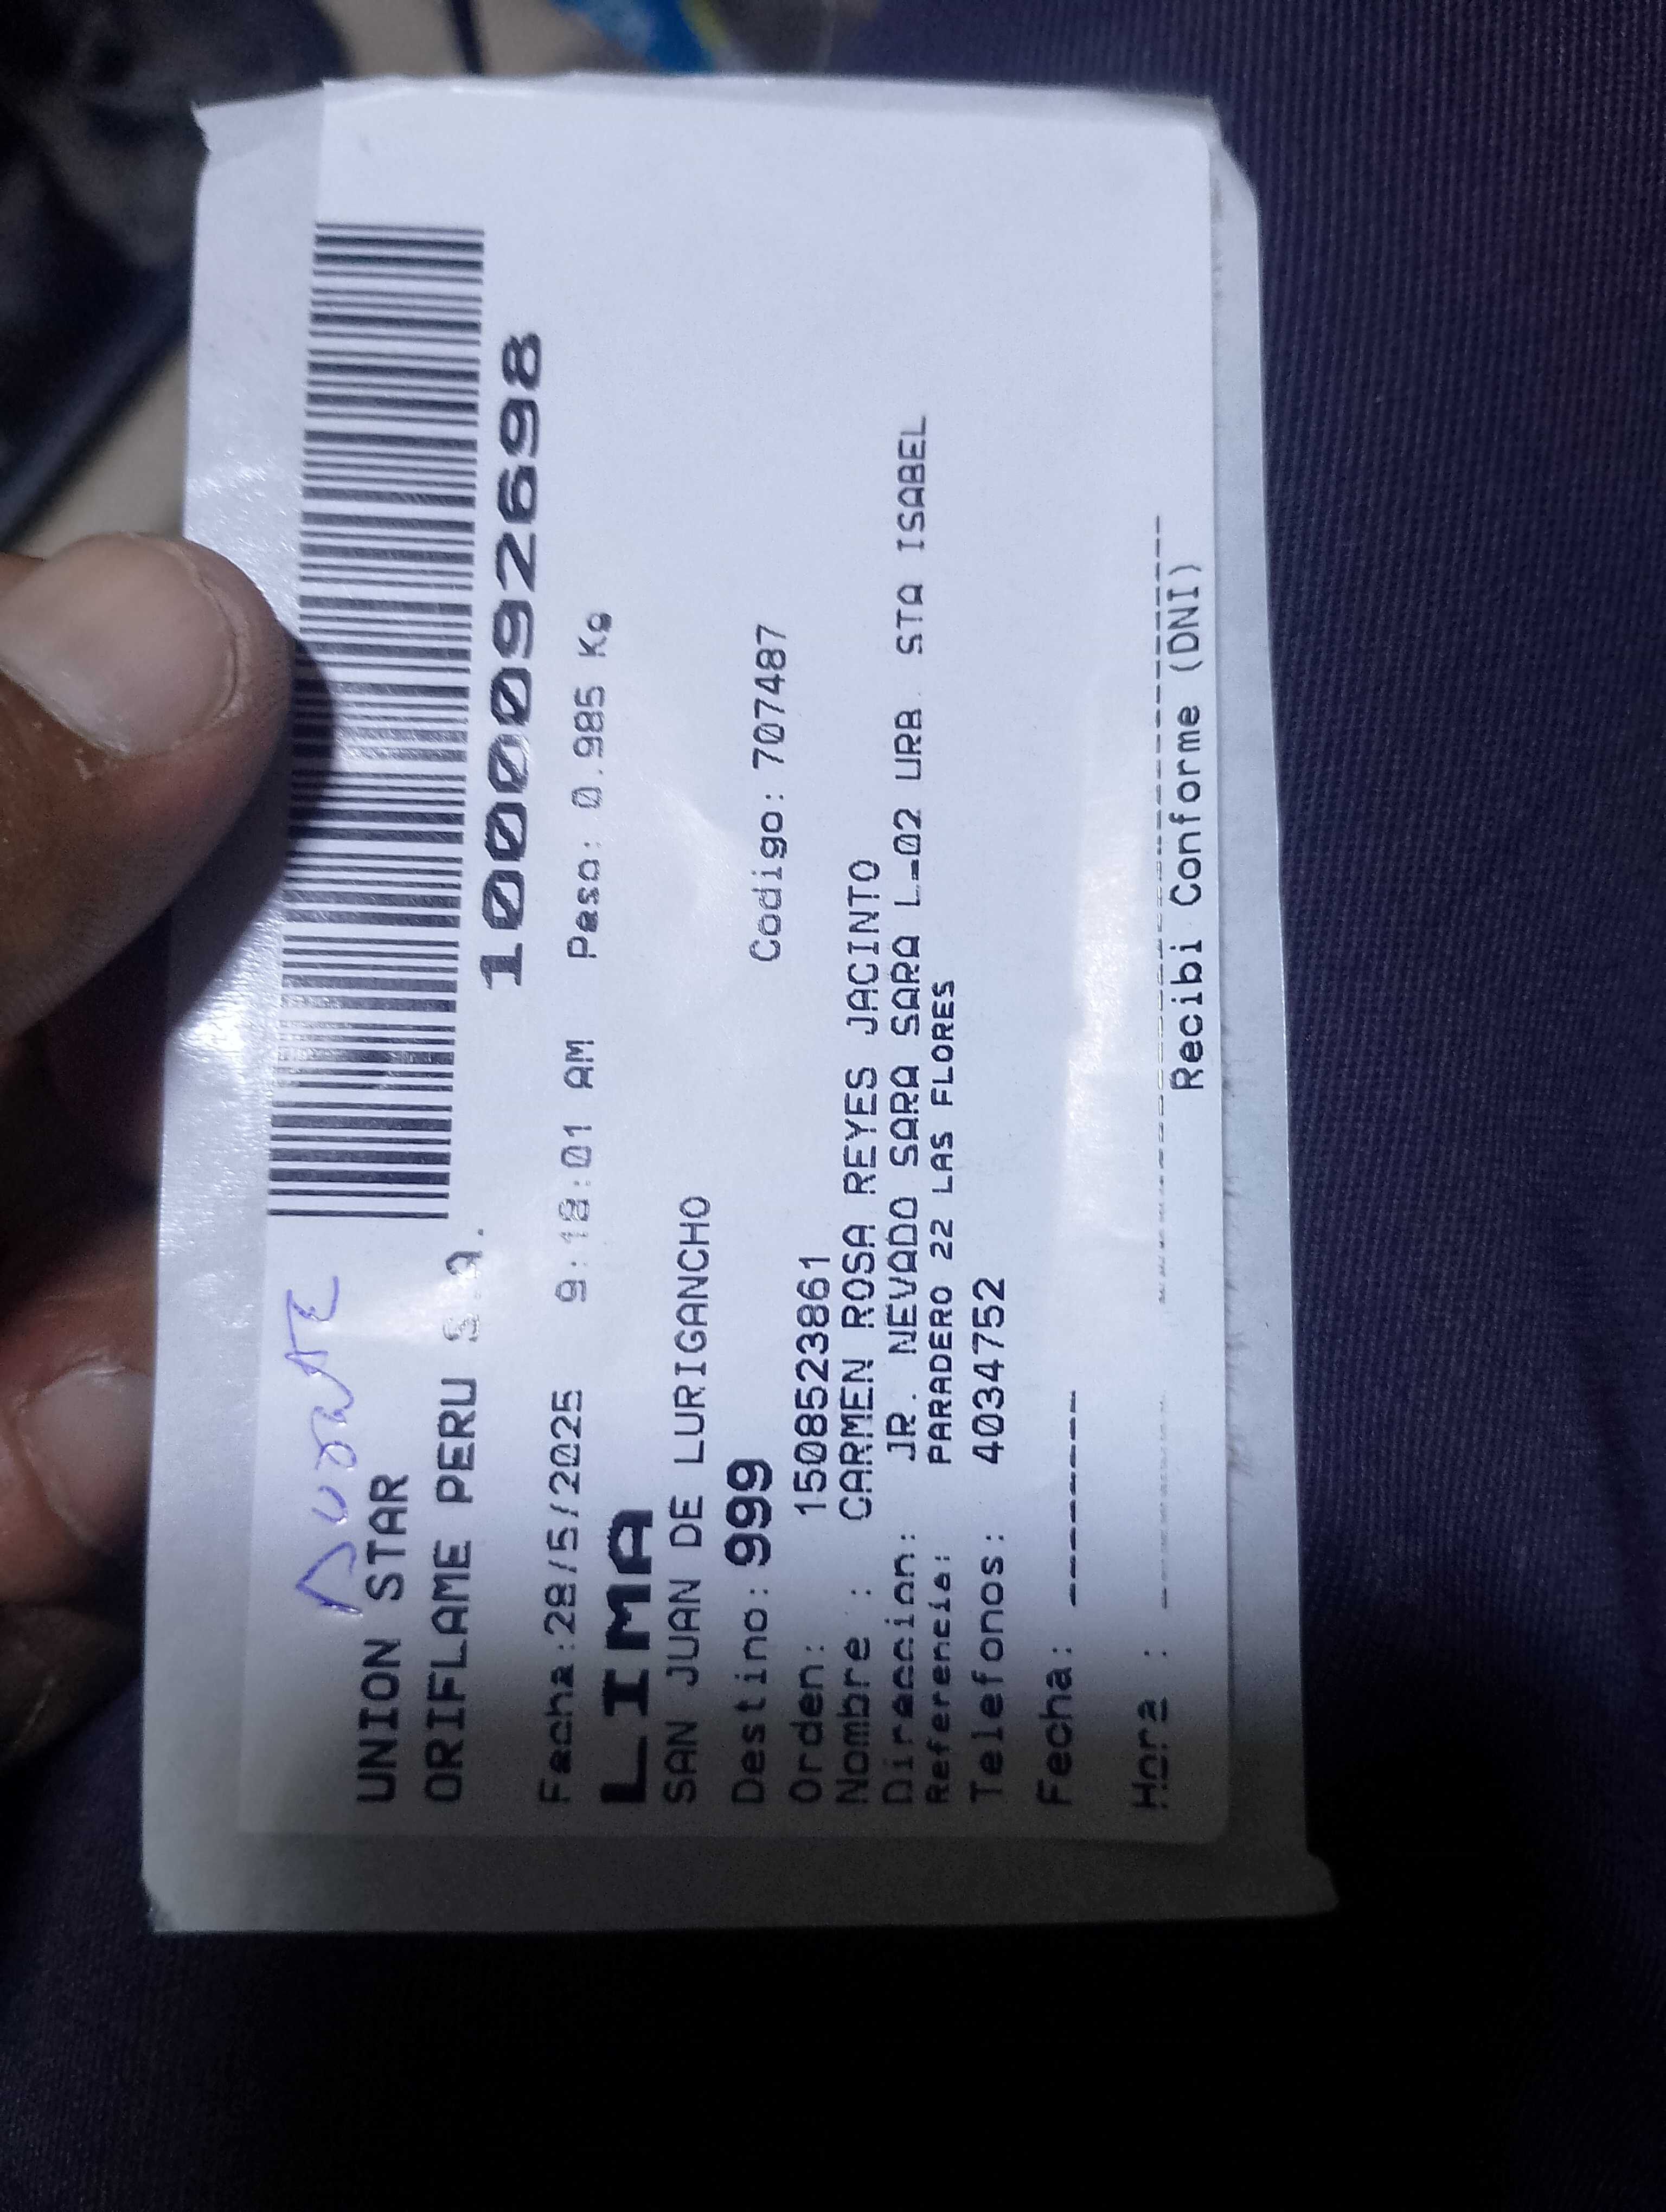 UNION STAR
ORIFLAME PERU S.A.
1000092698
Fecha:28/5/2025 9:18:01 AM Peso: 0.985 Kg
LIMA
SAN JUAN DE LURIGANCHO
Destino: 999 Codigo: 707487
Orden: 15085523861
Nombre : CARMEN ROSA REYES JACINTO
Direccion: JR. NEVADO SARA SARA L-02 URB. STA ISABEL
Referencia: PARADERO 22 LAS FLORES
Telefonos: 4034752
Fecha: --------
Hora :
Recibi Conforme (DNI)